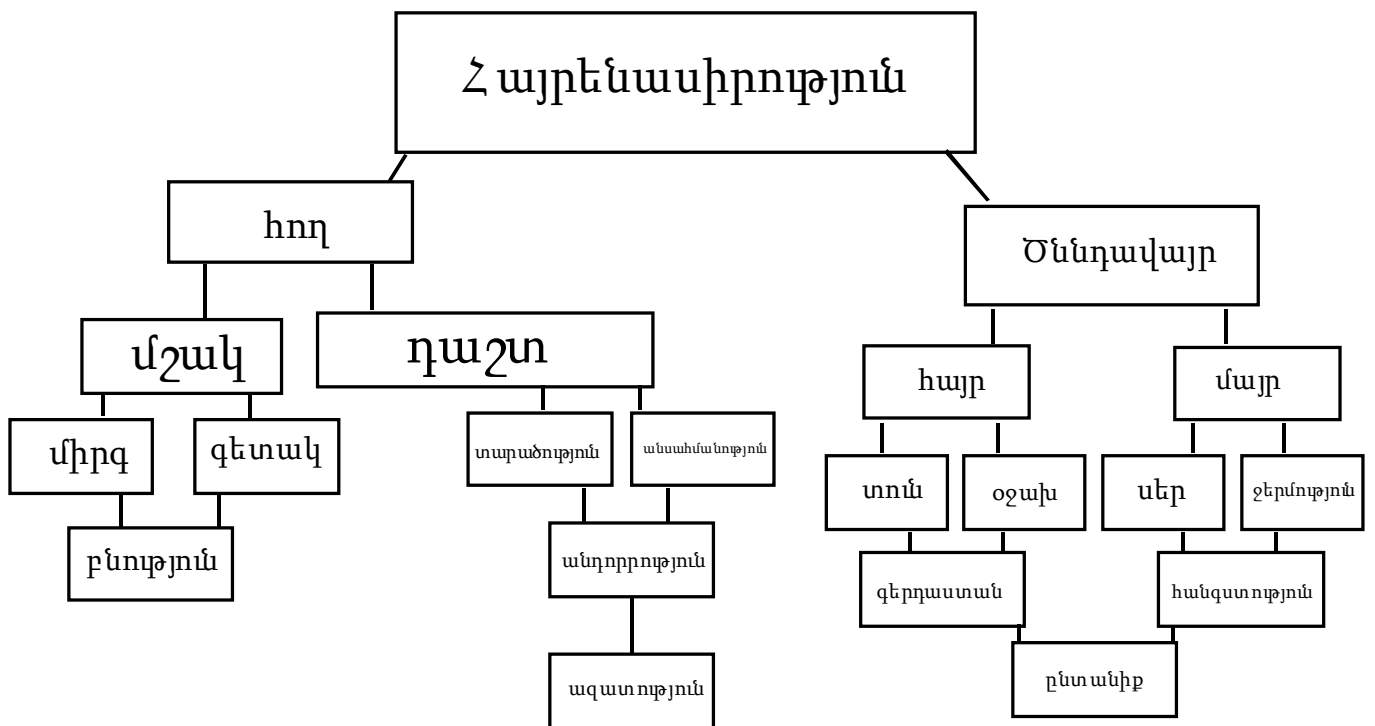 Հայրենասիրություն
հող
Ծննդավայր
մշակ
դաշտ
հայր
մայր
միրգ
գետակ
տարածություն
անսահմանություն
տուն
օջախ
սեր
ջերմություն
բնություն
անդորրություն
գերդաստան
հանգստություն
ազատություն
ընտանիք